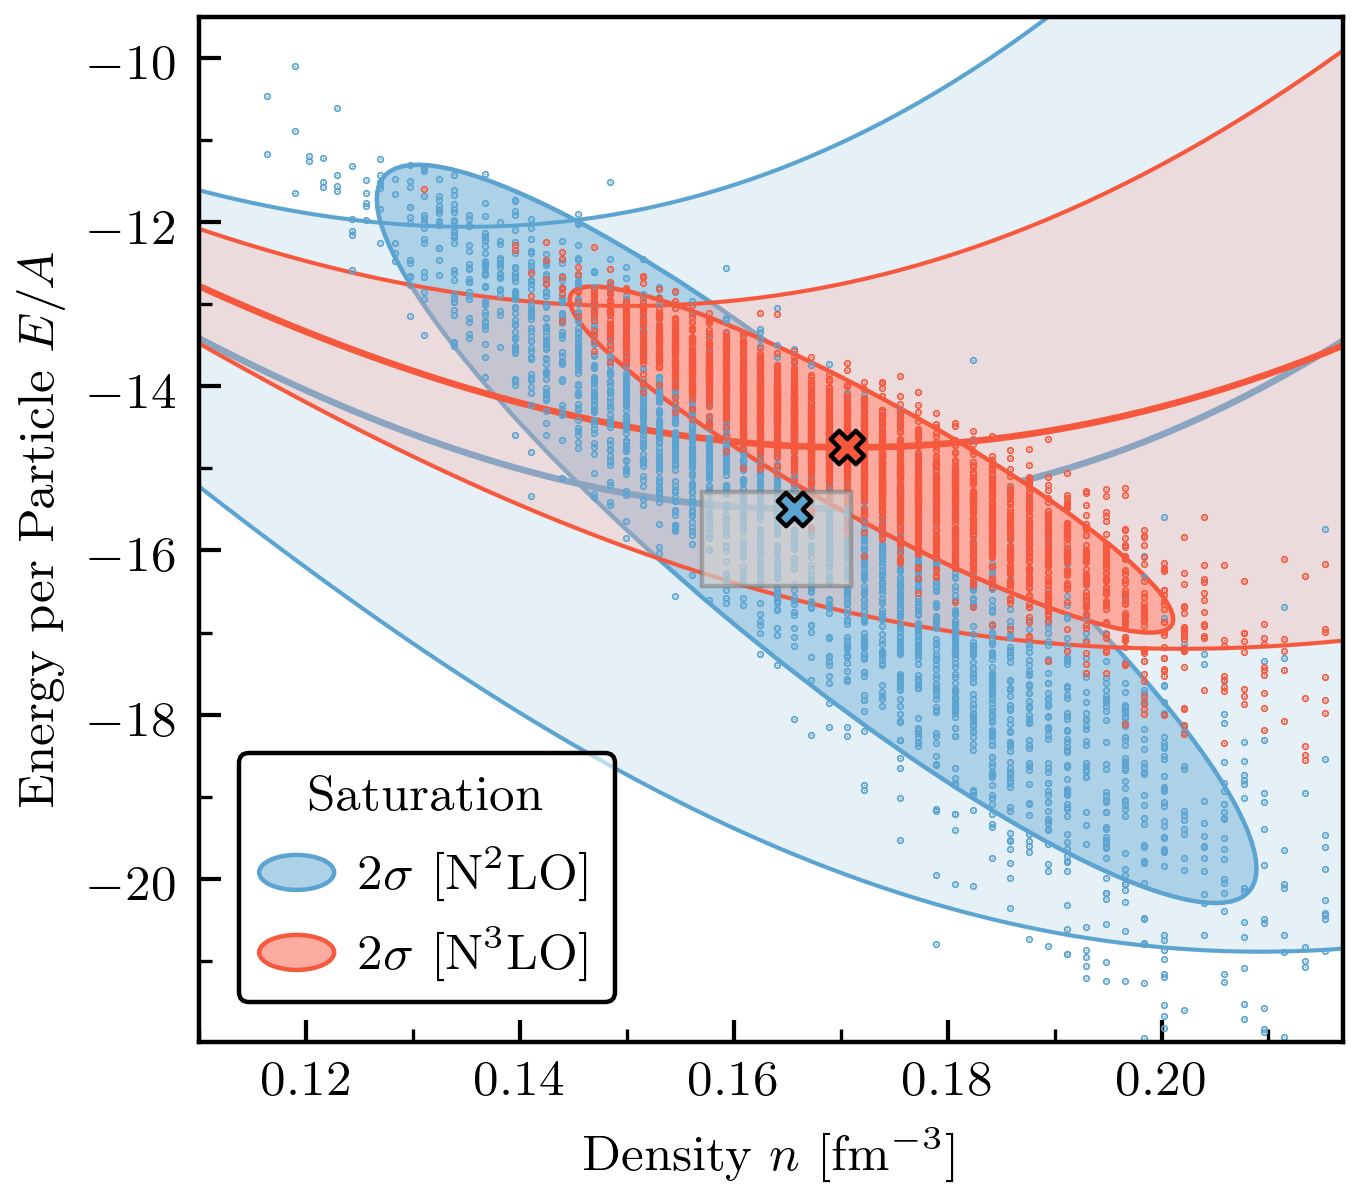 Energy per Particle E/A
−10
−12
−14
−16
−18
−20
Saturation
2σ [N²LO]
2σ [N³LO]
0.12 0.14 0.16 0.18 0.20
Density n [fm⁻³]